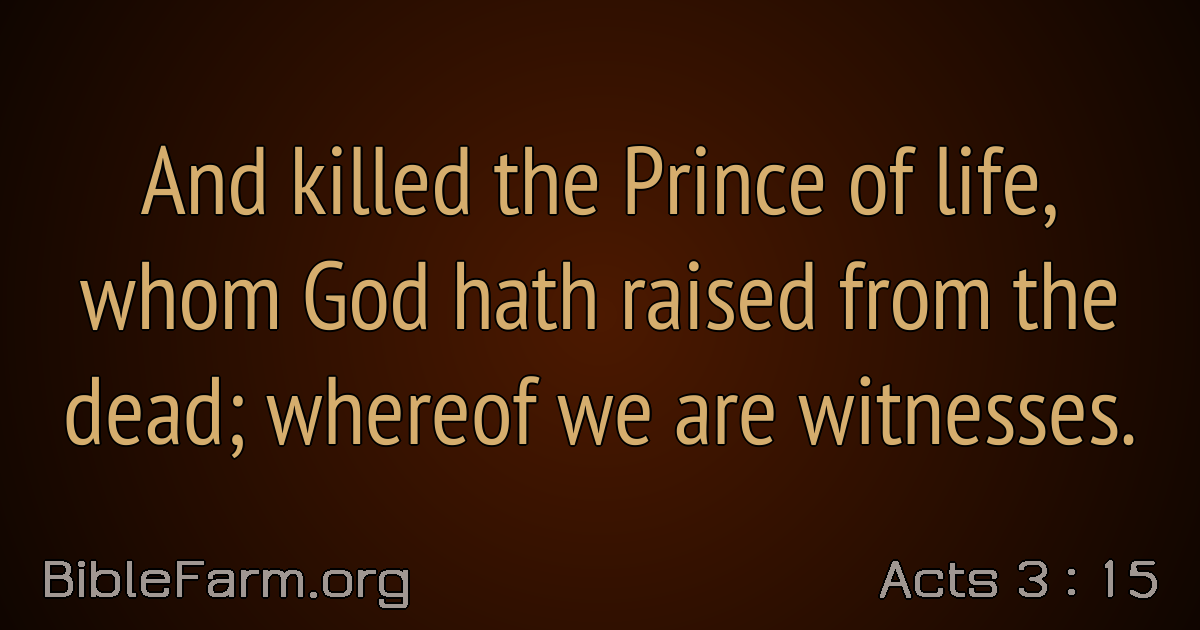 And killed the Prince of life,
whom God hath raised from the
dead; whereof we are witnesses.
BibleFarm.org
Acts 3 : 15